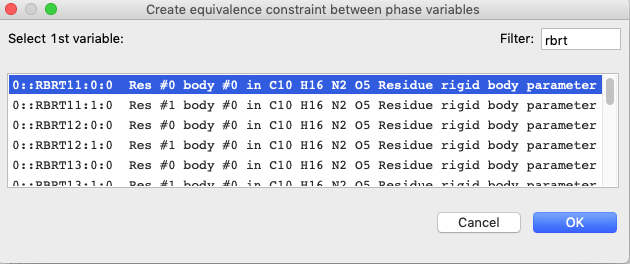 Create equivalence constraint between phase variables
Select 1st variable:
Filter: rbrt
0::RBRT11:0:0  Res #0 body #0 in C10 H16 N2 O5 Residue rigid body parameter
0::RBRT11:1:0  Res #1 body #0 in C10 H16 N2 O5 Residue rigid body parameter
0::RBRT12:0:0  Res #0 body #0 in C10 H16 N2 O5 Residue rigid body parameter
0::RBRT12:1:0  Res #1 body #0 in C10 H16 N2 O5 Residue rigid body parameter
0::RBRT13:0:0  Res #0 body #0 in C10 H16 N2 O5 Residue rigid body parameter
0::RBRT13:1:0  Res #1 body #0 in C10 H16 N2 O5 Residue rigid body parameter
Cancel
OK